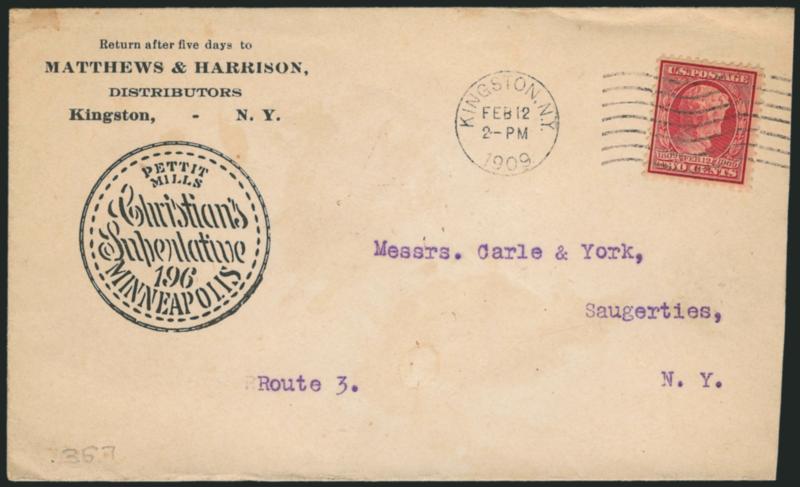 Return after five days to
MATTHEWS & HARRISON,
DISTRIBUTORS
Kingston, - N. Y.
PETTIT
MILLS
Christian's
Superlative
196
MINNEAPOLIS
KINGSTON, N.Y.
FEB 12
2-PM
1909
U.S. POSTAGE
1809 FEB. 12 1909
TWO CENTS
Messrs. Carle & York,
Saugerties,
Route 3.
N. Y.
367